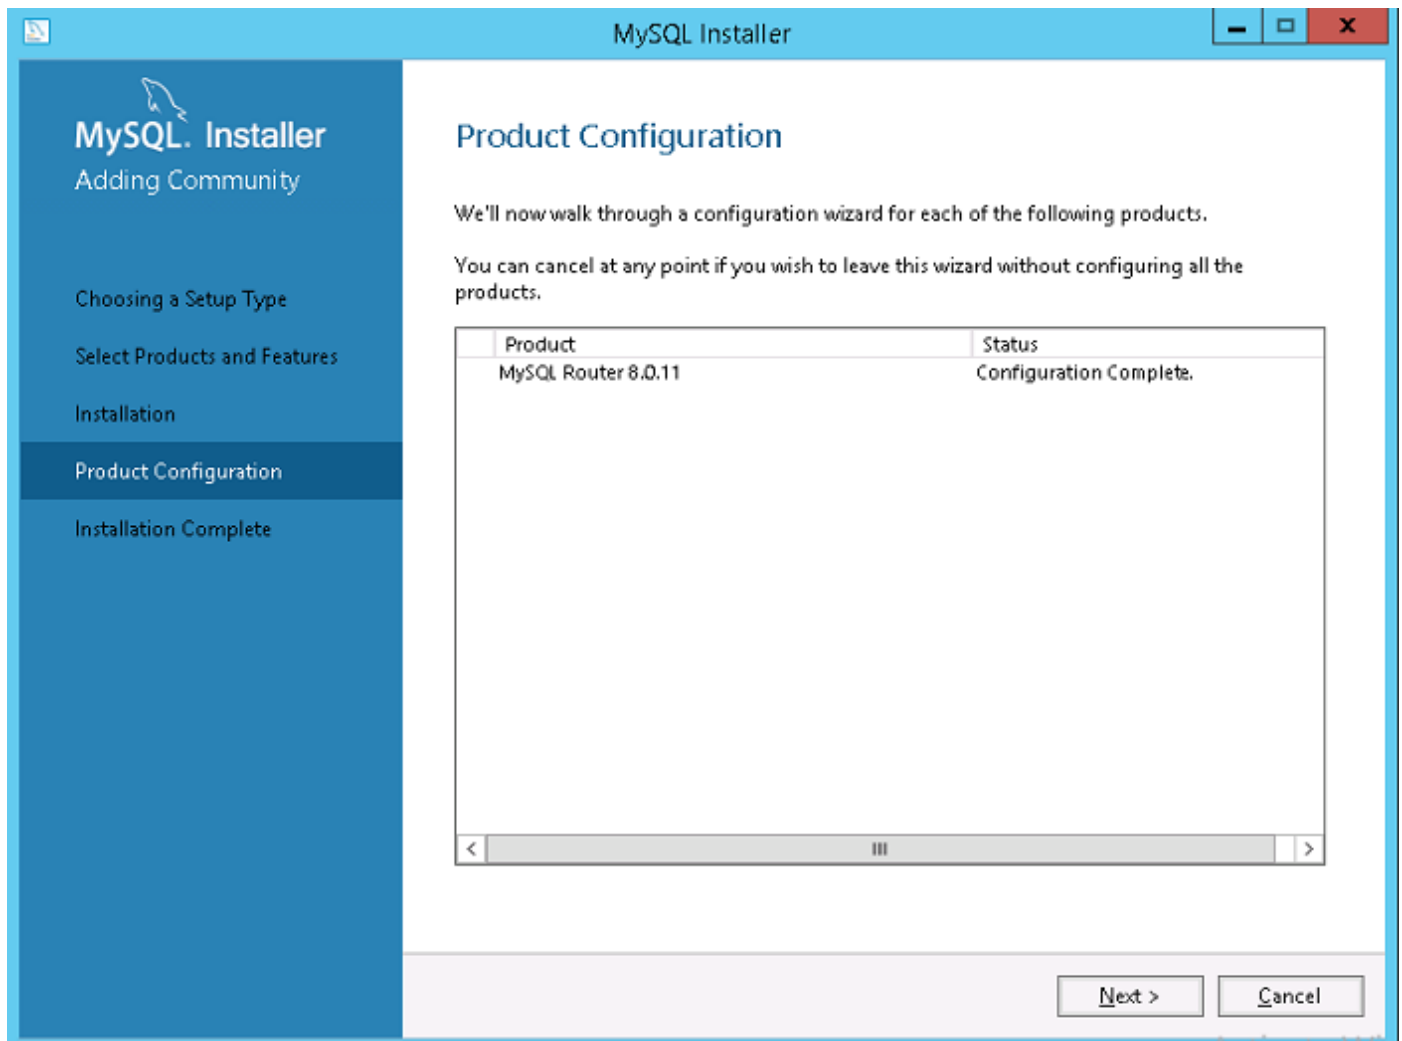 MySQL Installer
MySQL. Installer
Adding Community
Choosing a Setup Type
Select Products and Features
Installation
Product Configuration
Installation Complete
Product Configuration
We'll now walk through a configuration wizard for each of the following products.
You can cancel at any point if you wish to leave this wizard without configuring all the
products.
Product Status
MySQL Router 8.0.11 Configuration Complete.
Next >
Cancel